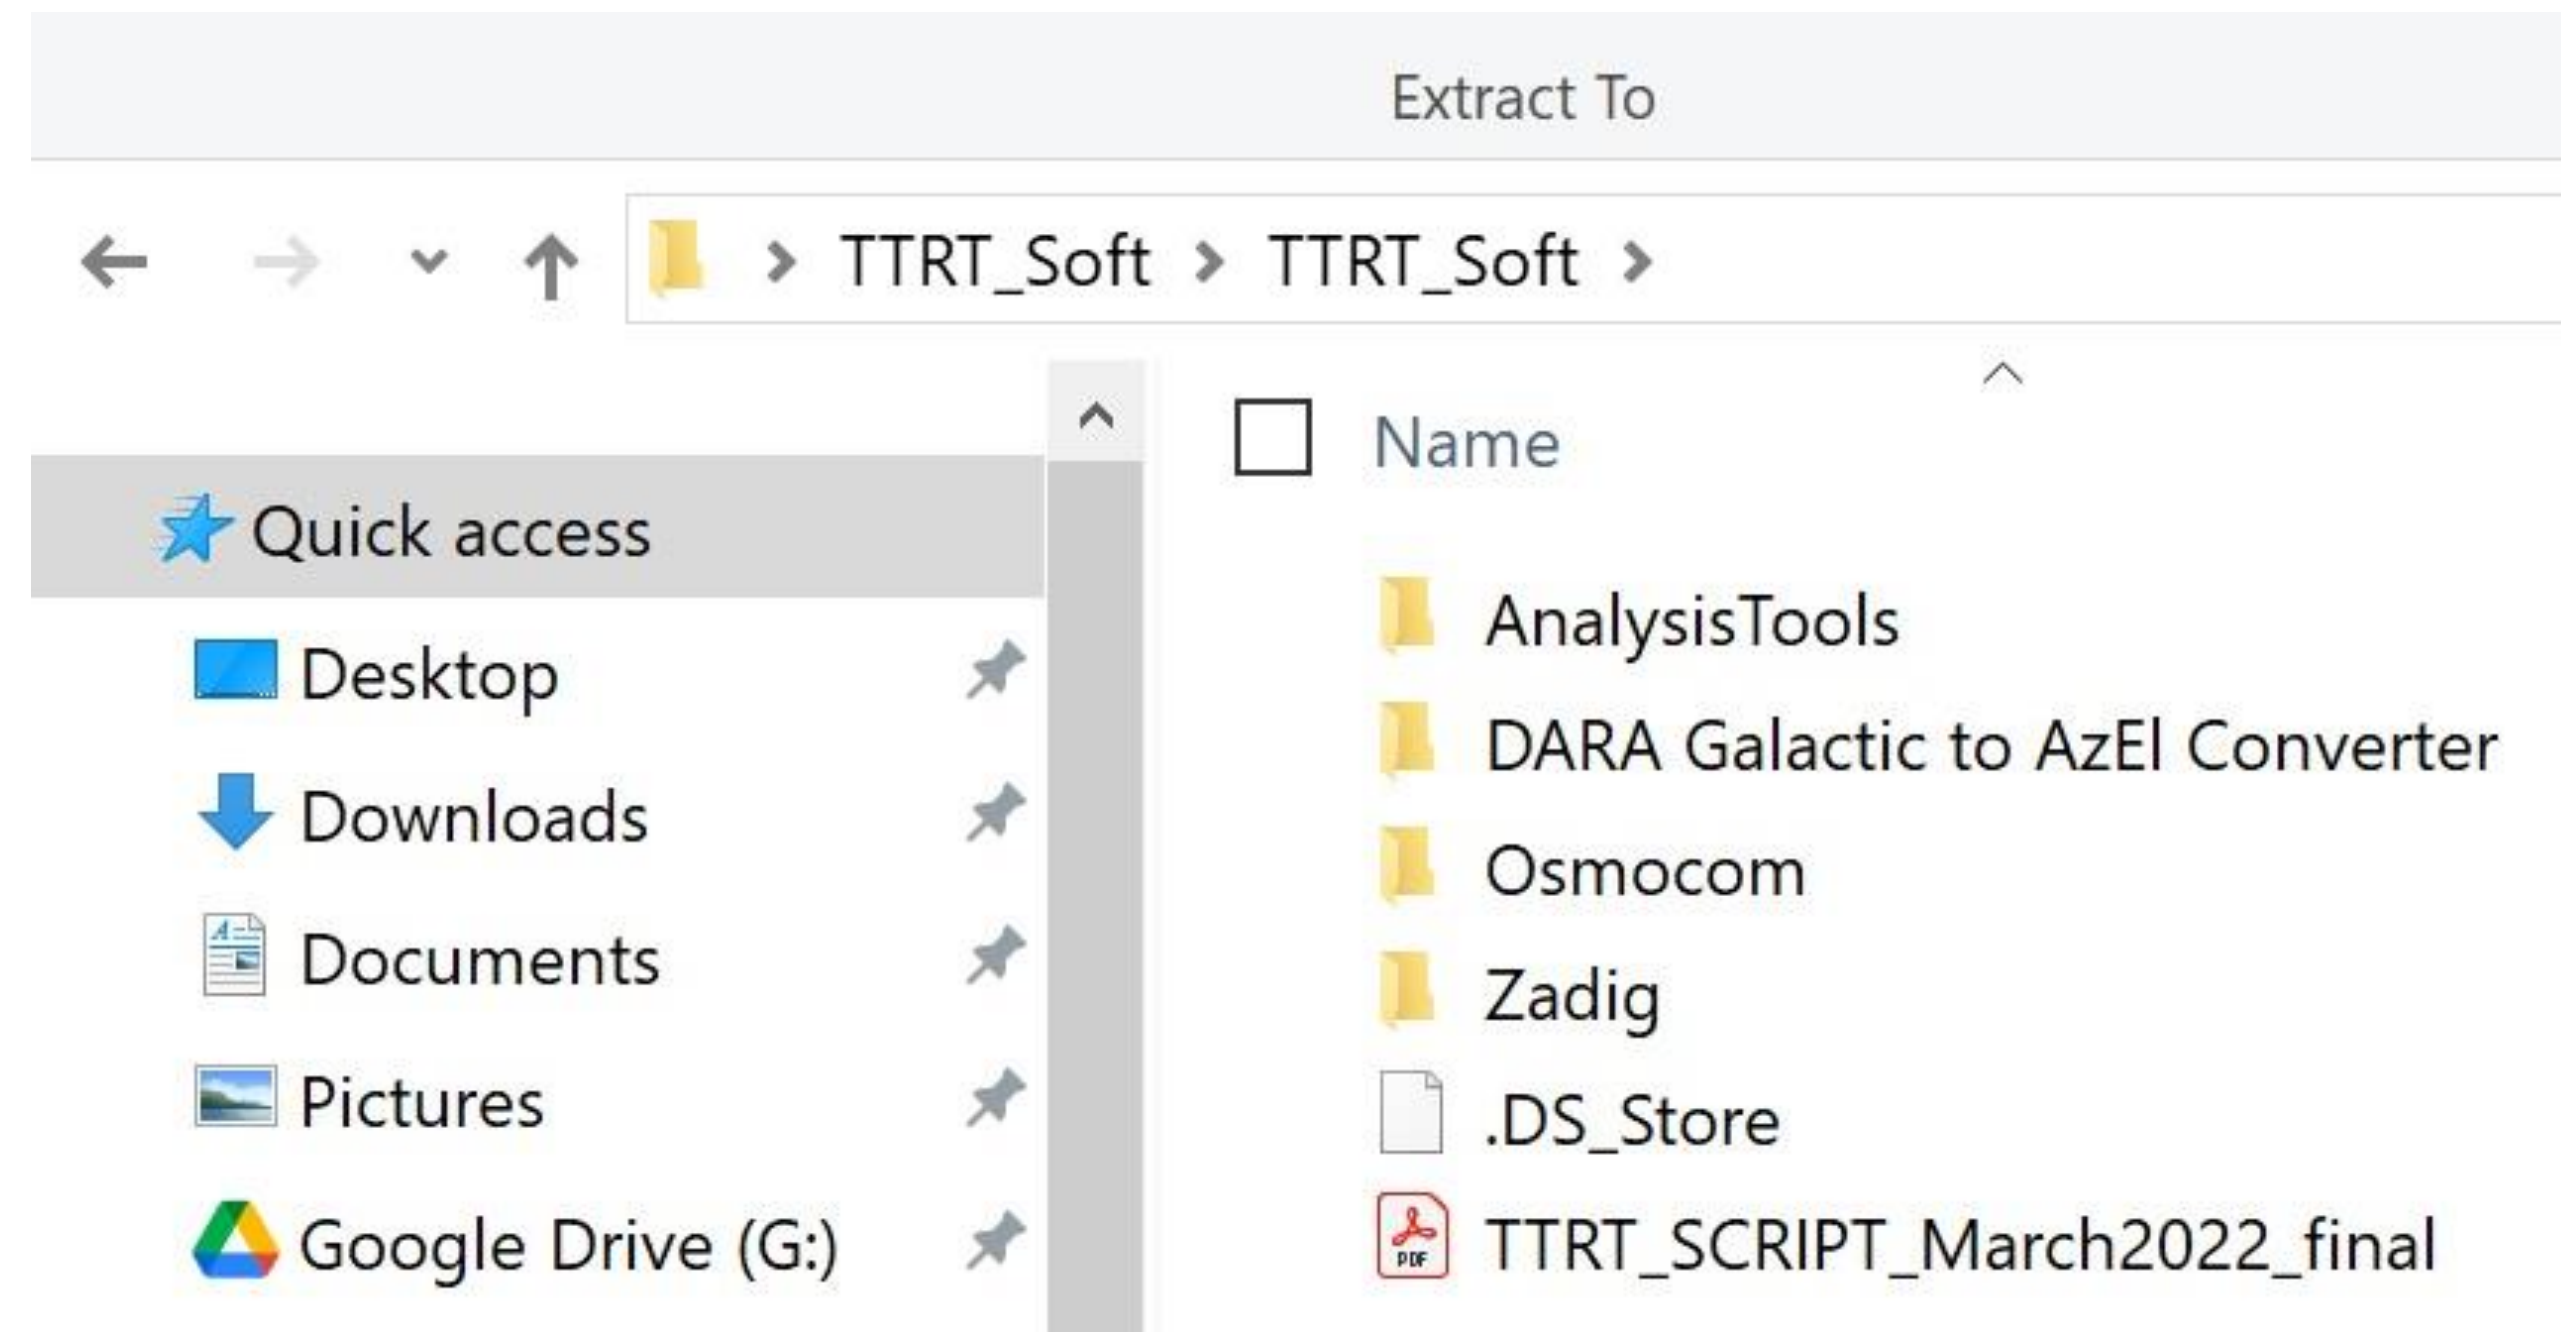 Extract To
TTRT_Soft > TTRT_Soft >
Name
Quick access
Desktop
Downloads
Documents
Pictures
Google Drive (G:)
AnalysisTools
DARA Galactic to AzEl Converter
Osmocom
Zadig
.DS_Store
PDF
TTRT_SCRIPT_March2022_final